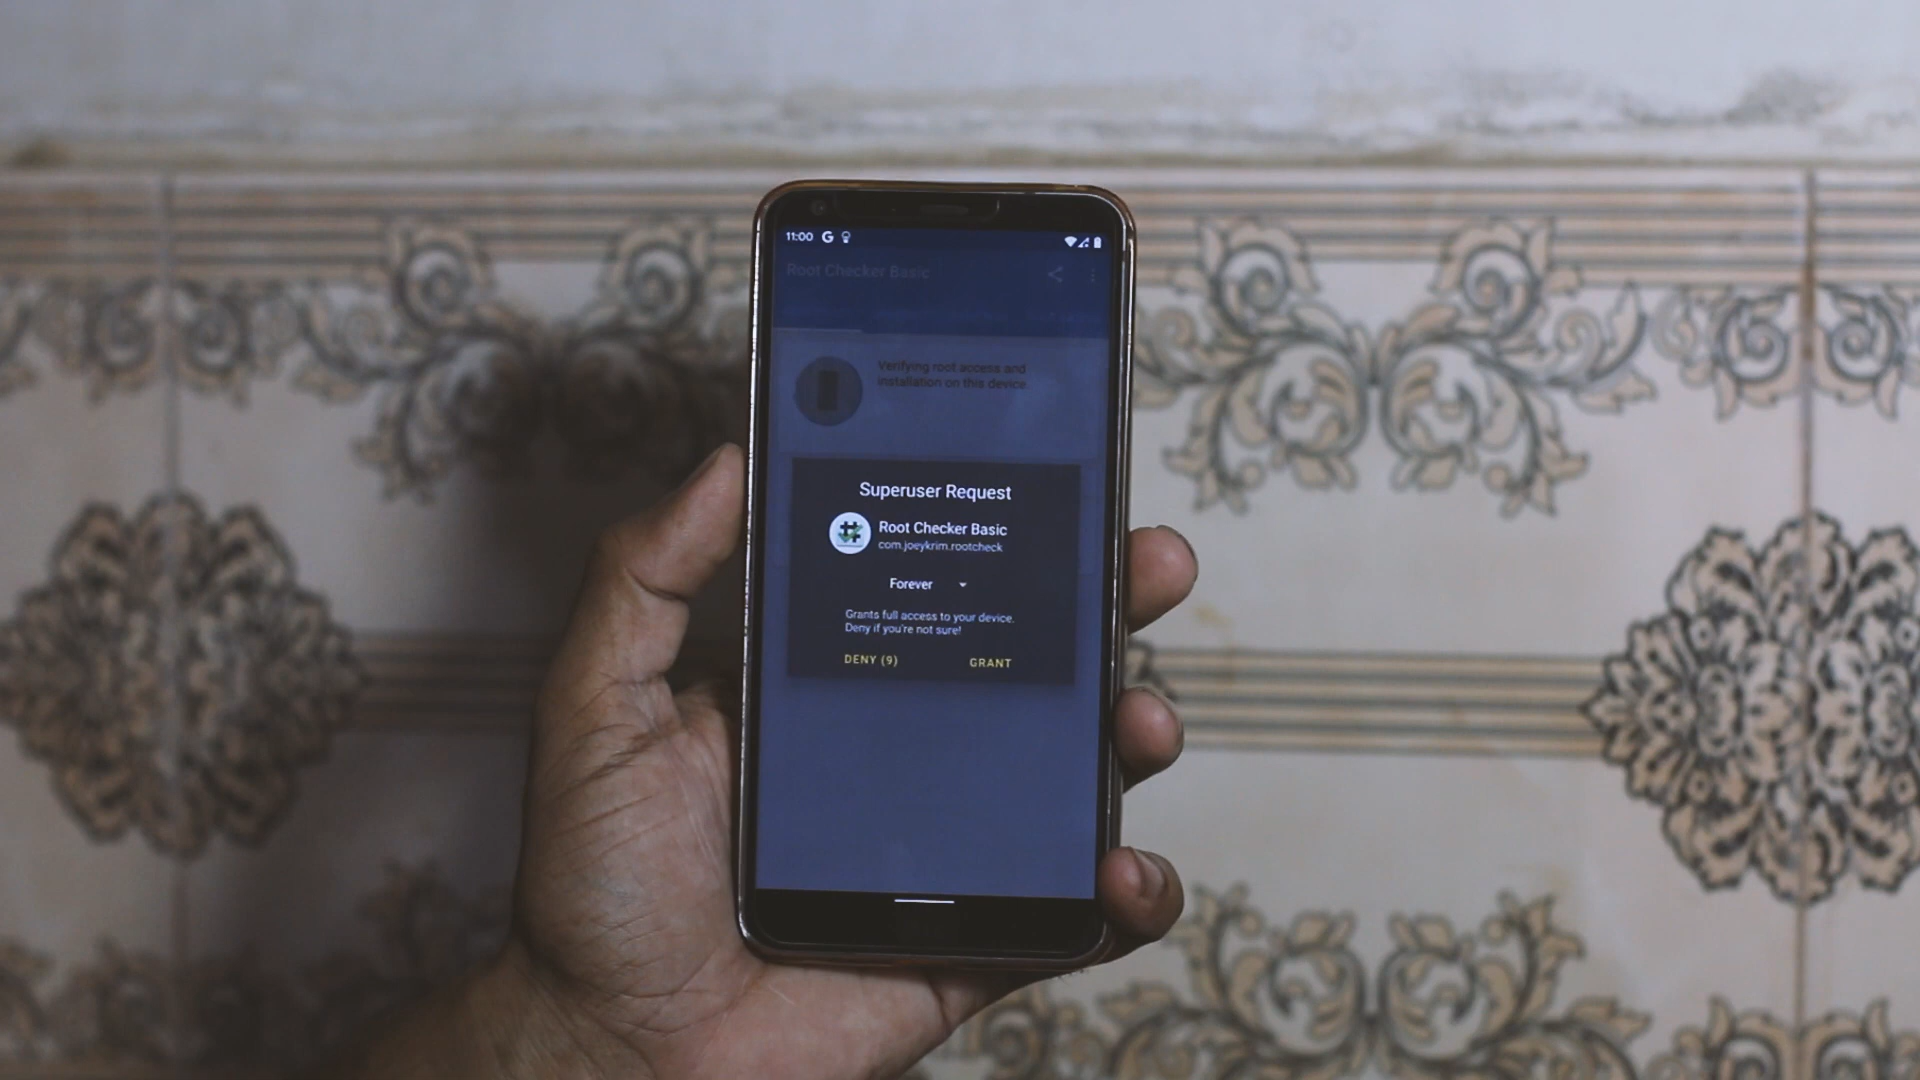 11:00
Root Checker Basic
Verifying root access and
installation on this device.
Superuser Request
Root Checker Basic
com.joeykrim.rootcheck
Forever
Grants full access to your device.
Deny if you're not sure!
DENY (9)
GRANT